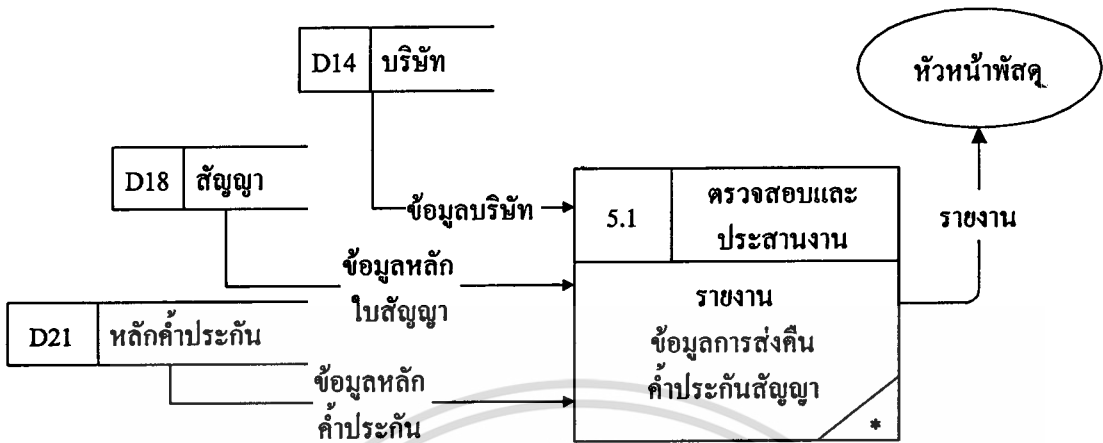 D14 บริษัท
หัวหน้าพัสดุ
D18 สัญญา
ข้อมูลบริษัท
5.1
ตรวจสอบและ
ประสานงาน
รายงาน
ข้อมูลหลัก
ใบสัญญา
D21 หลักค้ำประกัน
รายงาน
ข้อมูลการส่งคืน
ค้ำประกันสัญญา
*
ข้อมูลหลัก
ค้ำประกัน